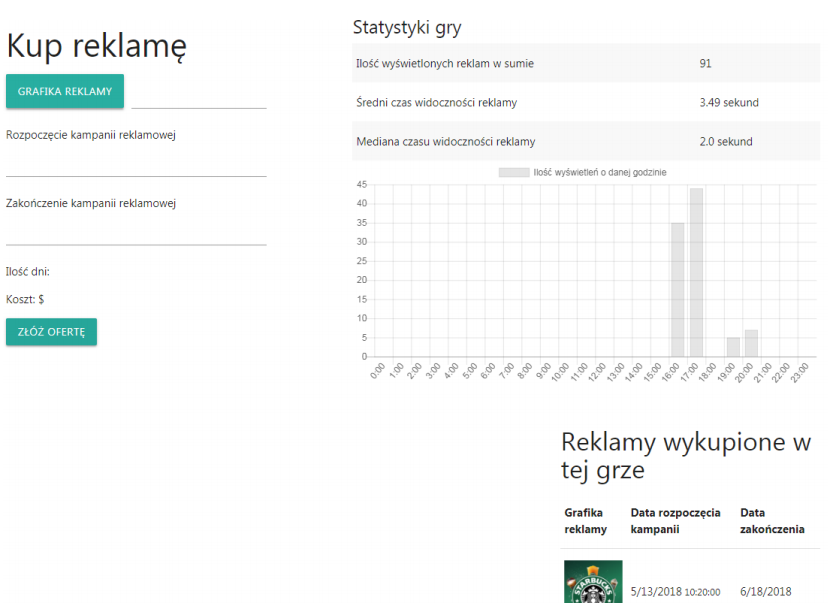 Kup reklamę
GRAFIKA REKLAMY
Rozpoczęcie kampanii reklamowej
Zakończenie kampanii reklamowej
Ilość dni:
Koszt: $
ZŁÓŻ OFERTĘ
Statystyki gry
Ilość wyświetlonych reklam w sumie 91
Średni czas widoczności reklamy 3.49 sekund
Mediana czasu widoczności reklamy 2.0 sekund
Ilość wyświetleń o danej godzinie
45
40
35
30
25
20
15
10
5
0
0:00 1:00 2:00 3:00 4:00 5:00 6:00 7:00 8:00 9:00 10:00 11:00 12:00 13:00 14:00 15:00 16:00 17:00 18:00 19:00 20:00 21:00 22:00 23:00
Reklamy wykupione w
tej grze
Grafika Data rozpoczęcia Data
reklamy kampanii zakończenia
STARBUCKS
5/13/2018 10:20:00 6/18/2018